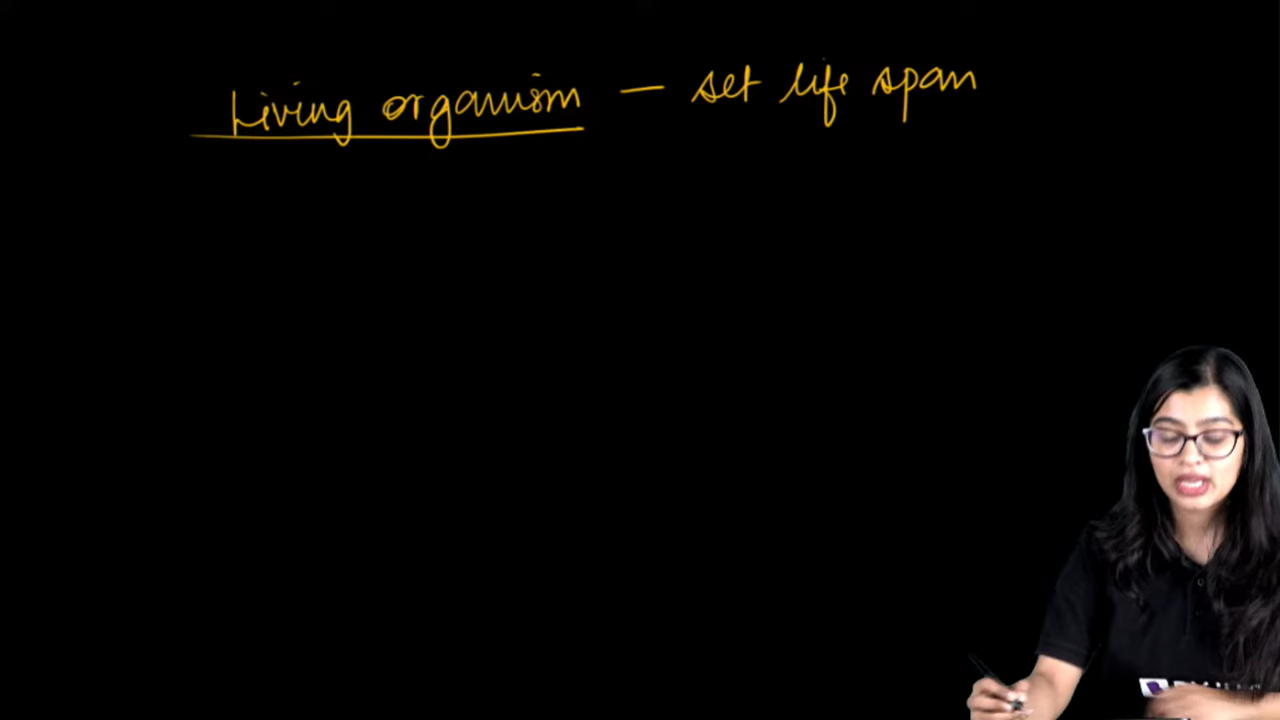 Living organism — set life span